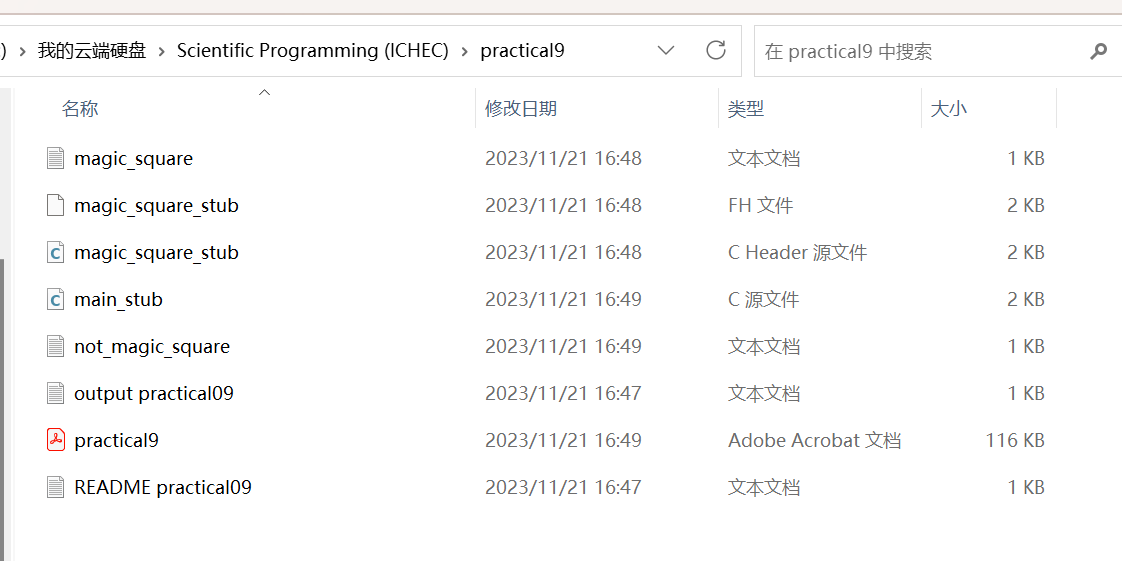 ) › 我的云端硬盘 › Scientific Programming (ICHEC) › practical9 在 practical9 中搜索
名称 修改日期 类型 大小
magic_square 2023/11/21 16:48 文本文档 1 KB
magic_square_stub 2023/11/21 16:48 FH 文件 2 KB
magic_square_stub 2023/11/21 16:48 C Header 源文件 2 KB
main_stub 2023/11/21 16:49 C 源文件 2 KB
not_magic_square 2023/11/21 16:49 文本文档 1 KB
output practical09 2023/11/21 16:47 文本文档 1 KB
practical9 2023/11/21 16:49 Adobe Acrobat 文档 116 KB
README practical09 2023/11/21 16:47 文本文档 1 KB